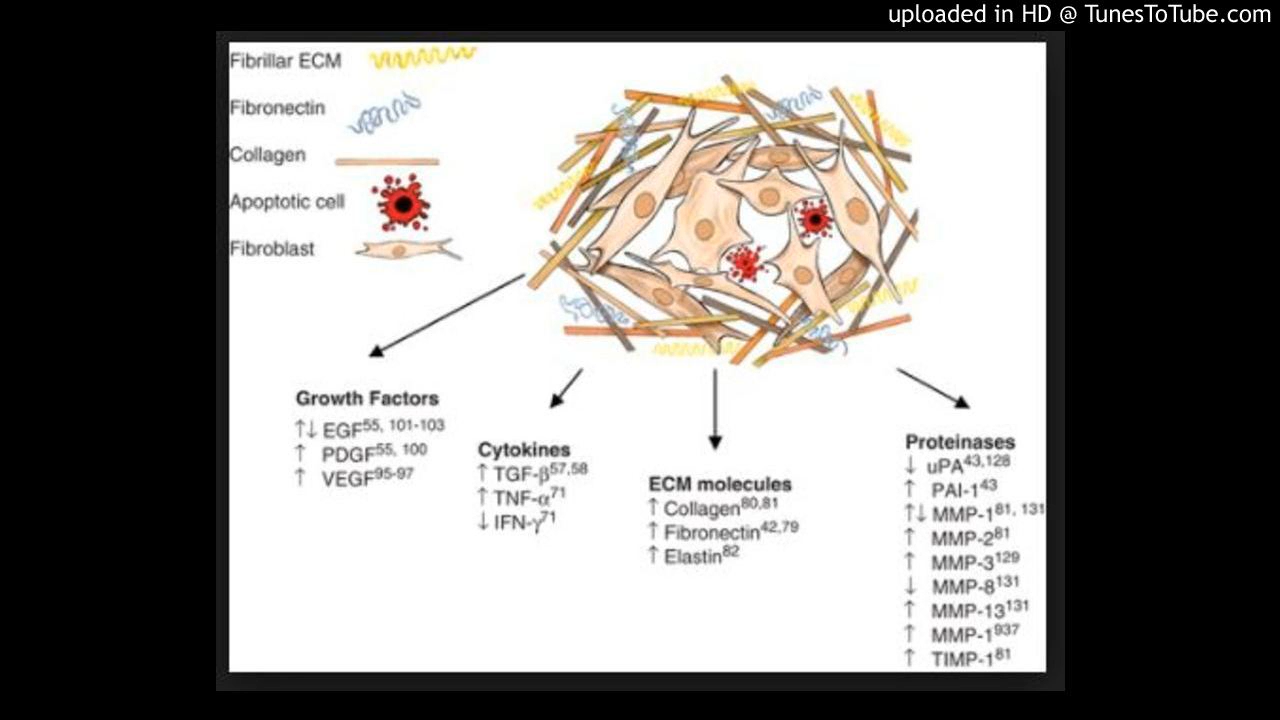 uploaded in HD @ TunesToTube.com
Fibrillar ECM
Fibronectin
Collagen
Apoptotic cell
Fibroblast
Growth Factors
↑↓ EGF55, 101-103
↑ PDGF55, 100
↑ VEGF95-97
Cytokines
↑ TGF-β57,58
↑ TNF-α71
↓ IFN-γ71
ECM molecules
↑ Collagen80,81
↑ Fibronectin42,79
↑ Elastin82
Proteinases
↓ uPA43,128
↑ PAI-143
↑↓ MMP-181, 131
↑ MMP-281
↑ MMP-3129
↓ MMP-8131
↑ MMP-13131
↑ MMP-1937
↑ TIMP-181